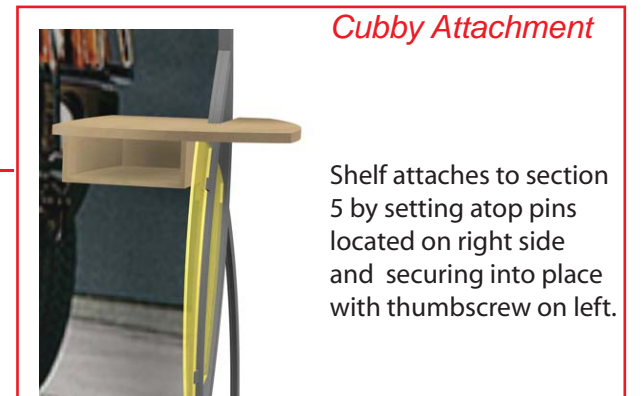 Cubby Attachment
Shelf attaches to section
5 by setting atop pins
located on right side
and  securing into place
with thumbscrew on left.